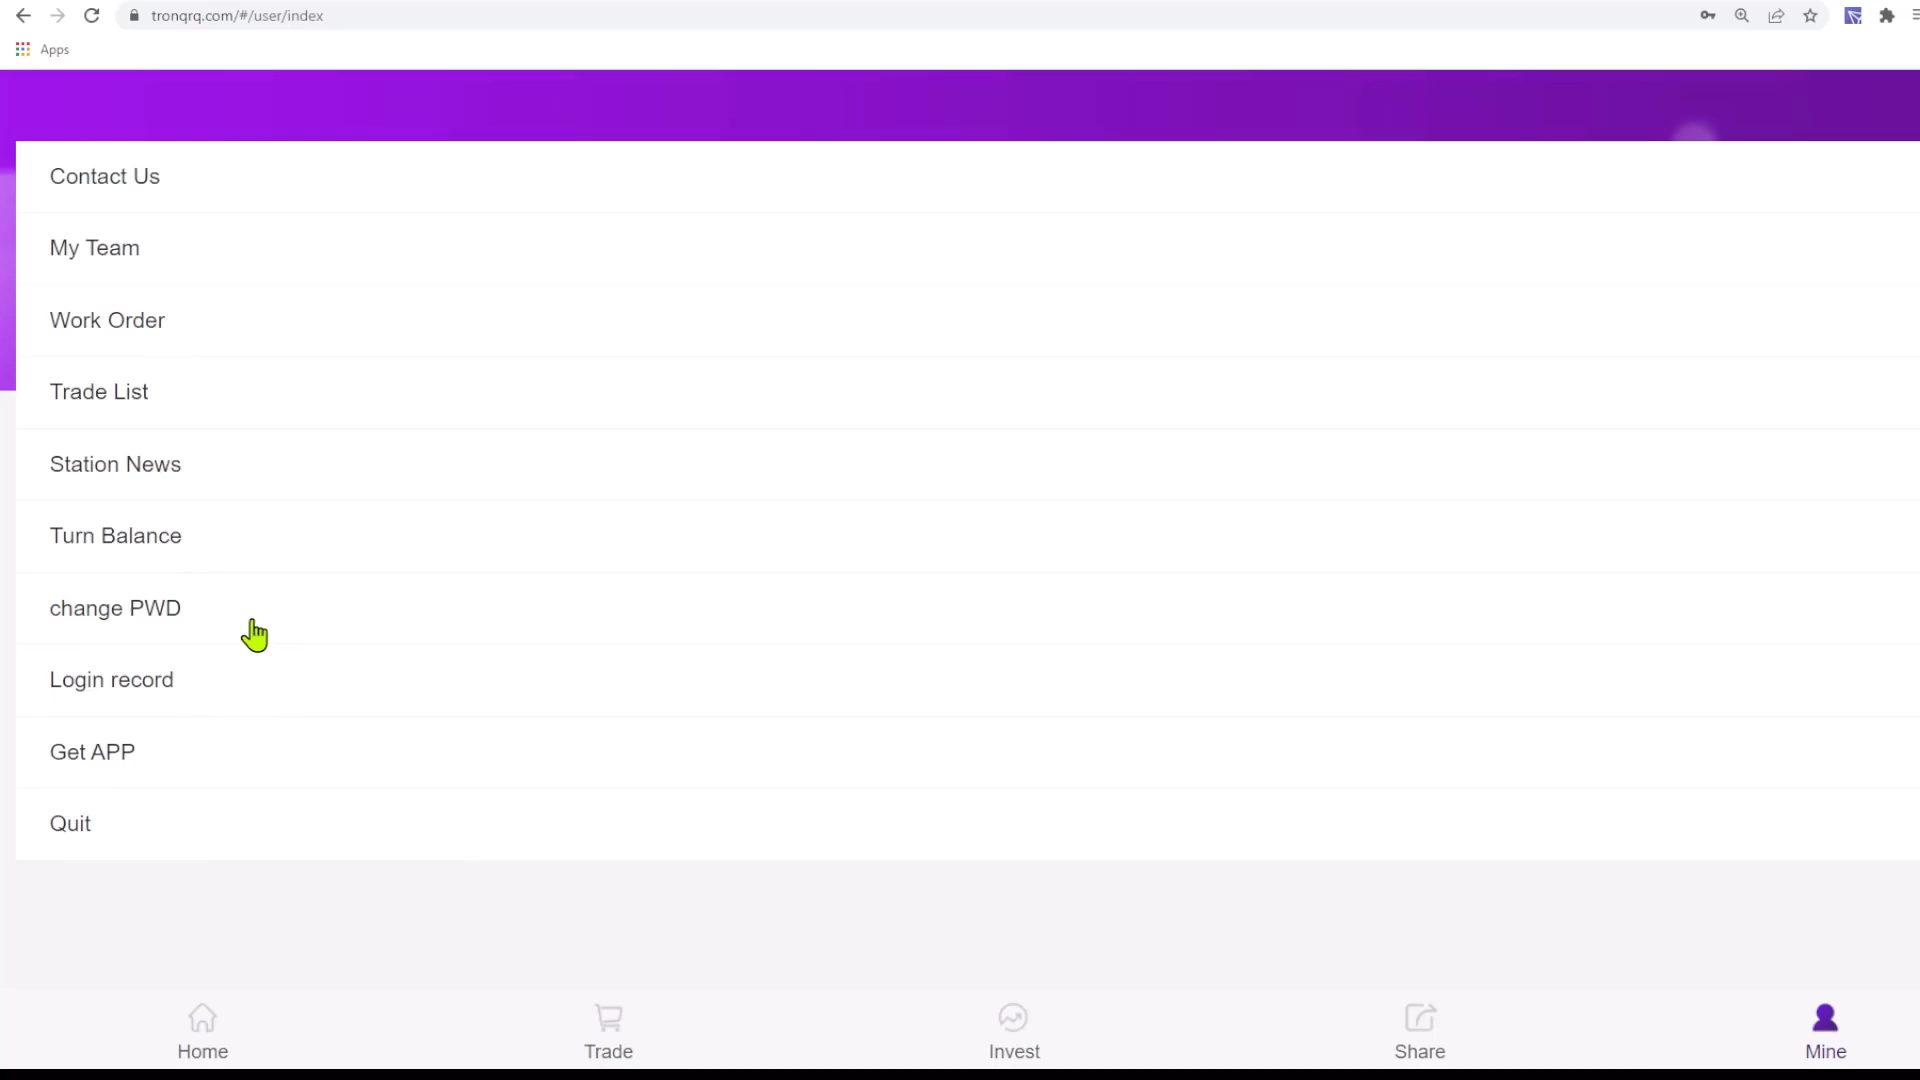 tronqrq.com/#/user/index
Apps
Contact Us
My Team
Work Order
Trade List
Station News
Turn Balance
change PWD
Login record
Get APP
Quit
Home
Trade
Invest
Share
Mine